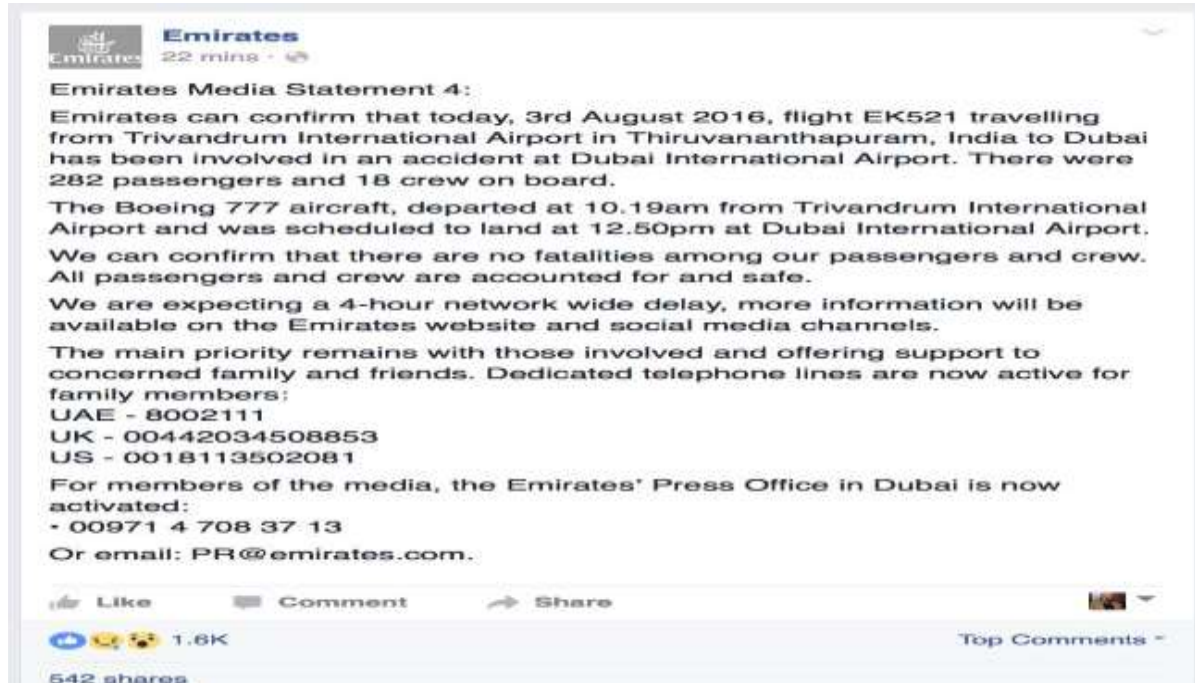 Emirates
Emirates
22 mins ·
Emirates Media Statement 4:
Emirates can confirm that today, 3rd August 2016, flight EK521 travelling
from Trivandrum International Airport in Thiruvananthapuram, India to Dubai
has been involved in an accident at Dubai International Airport. There were
282 passengers and 18 crew on board.
The Boeing 777 aircraft, departed at 10.19am from Trivandrum International
Airport and was scheduled to land at 12.50pm at Dubai International Airport.
We can confirm that there are no fatalities among our passengers and crew.
All passengers and crew are accounted for and safe.
We are expecting a 4-hour network wide delay, more information will be
available on the Emirates website and social media channels.
The main priority remains with those involved and offering support to
concerned family and friends. Dedicated telephone lines are now active for
family members:
UAE - 8002111
UK - 00442034508853
US - 0018113502081
For members of the media, the Emirates' Press Office in Dubai is now
activated:
• 00971 4 708 37 13
Or email: PR@emirates.com.
Like Comment Share
1.6K Top Comments
542 shares